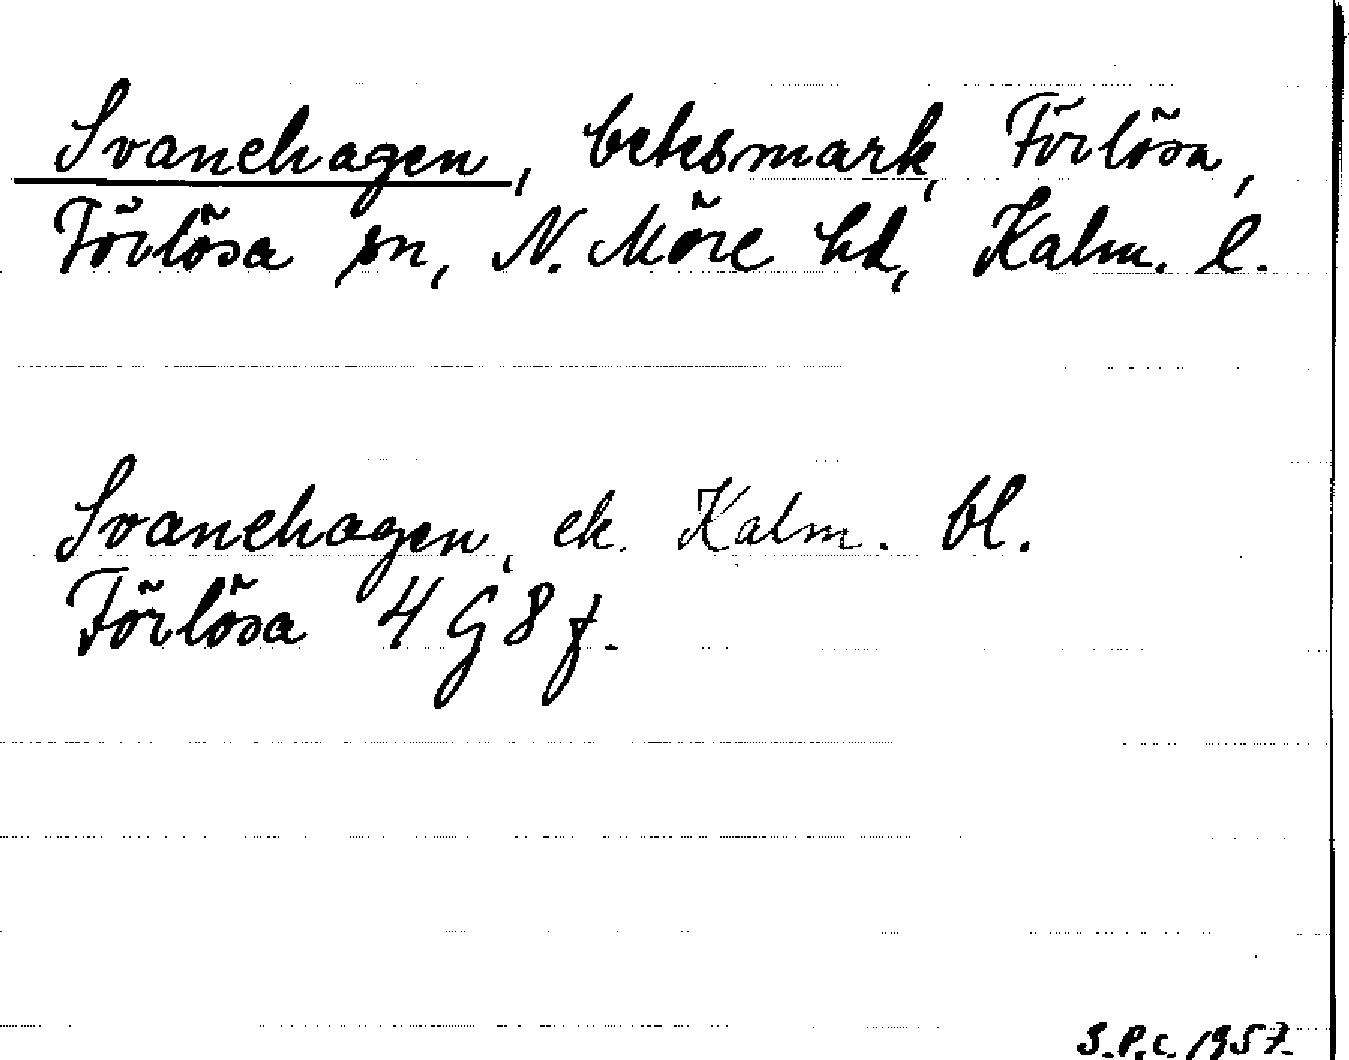 Svanehagen, betesmark, Förlösa,
Förlösa sn, N. Möre hd, Kalm. l.
Svanehagen, ek. Kalm. bl.
Förlösa 4 G 8 f.
S.P.C. 1957.